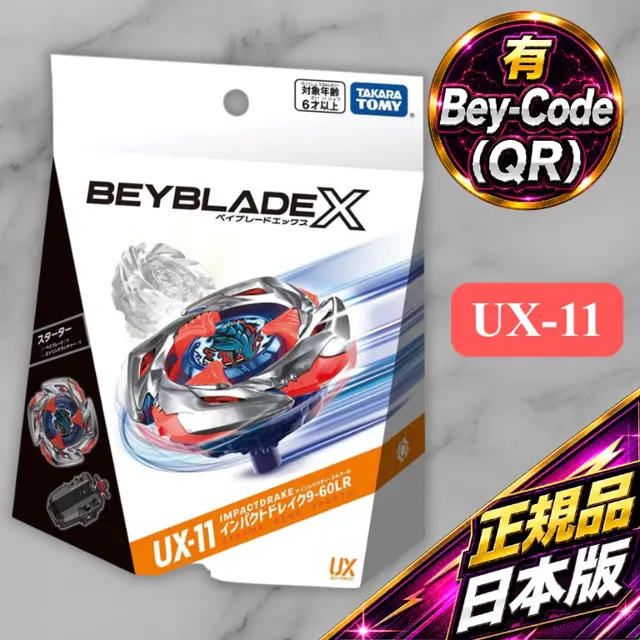 対象年齢
6才以上
TAKARA
TOMY
BEYBLADE X
ベイブレードエックス
スターター
UX-11
IMPACTDRAKE
インパクトドレイク9-60LR
UX
有
Bey-Code
(QR)
UX-11
正規品
日本版